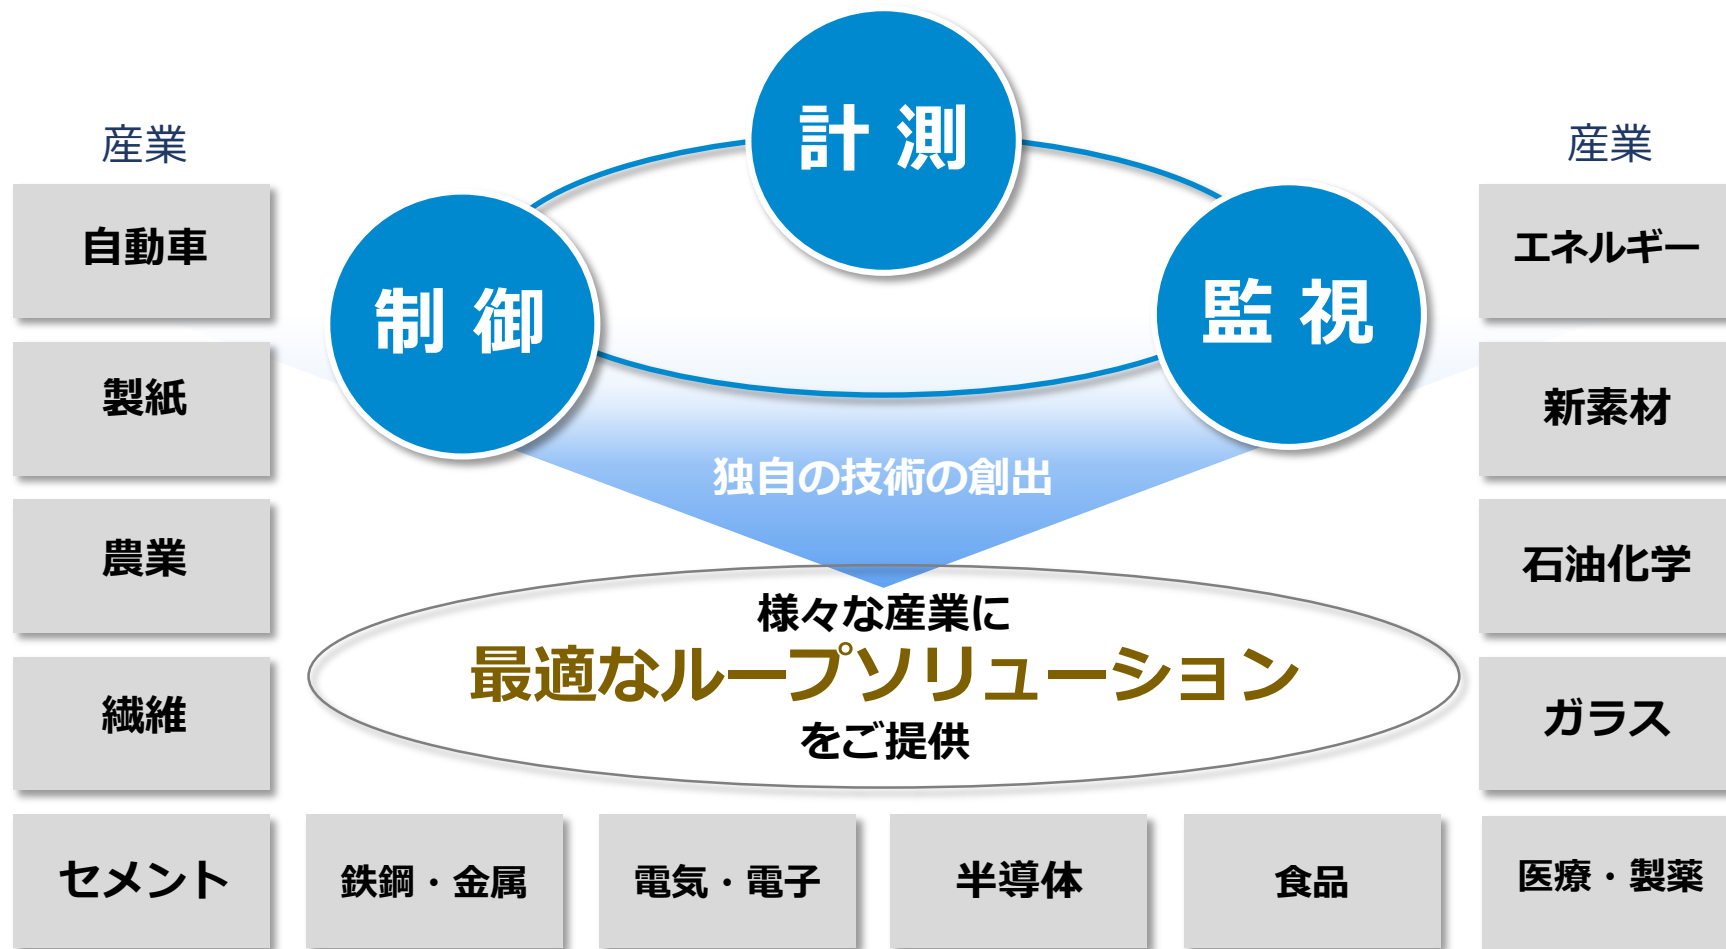 計測
産業
産業
制御
監視
自動車
エネルギー
製紙
新素材
独自の技術の創出
農業
石油化学
様々な産業に
最適なループソリューション
をご提供
繊維
ガラス
セメント
鉄鋼・金属
電気・電子
半導体
食品
医療・製薬